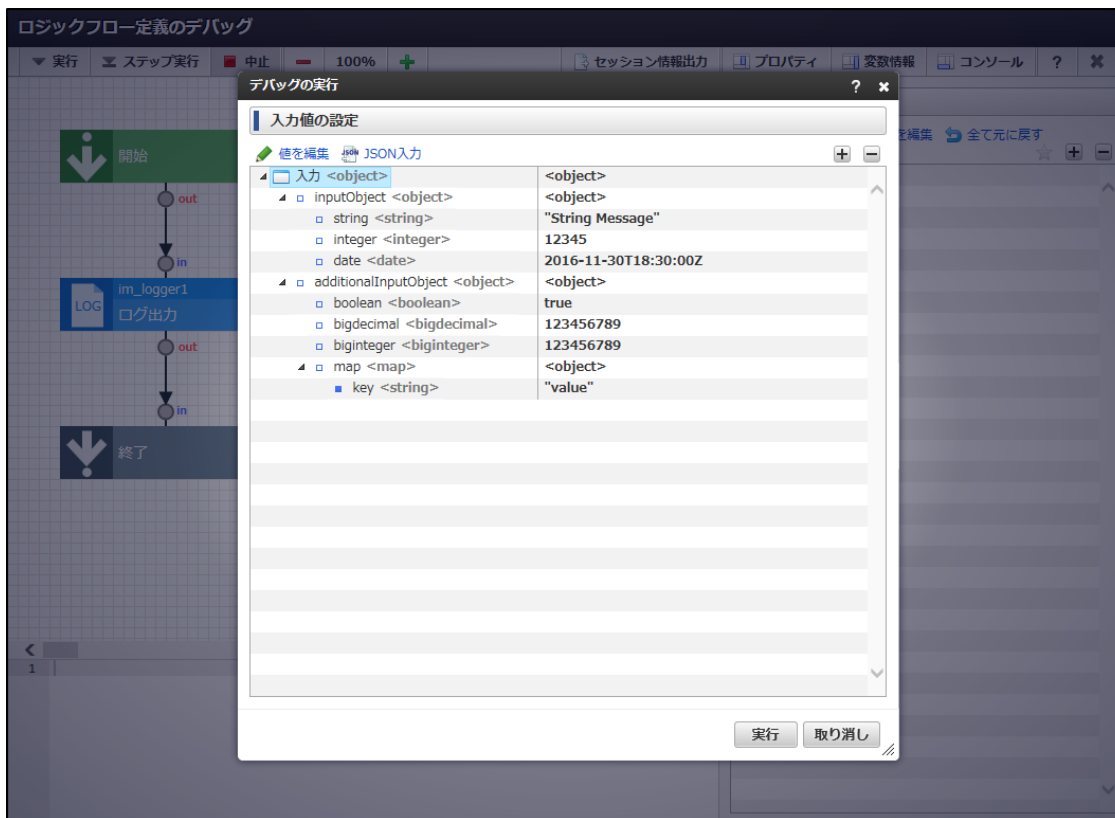 ロジックフロー定義のデバッグ
実行 ステップ実行 中止 100% セッション情報出力 プロパティ 変数情報 コンソール ?
デバッグの実行 ?
入力値の設定
値を編集 JSON JSON入力
を編集 全て元に戻す
入力 <object> <object>
inputObject <object> <object>
string <string> "String Message"
integer <integer> 12345
date <date> 2016-11-30T18:30:00Z
additionalInputObject <object> <object>
boolean <boolean> true
bigdecimal <bigdecimal> 123456789
biginteger <biginteger> 123456789
map <map> <object>
key <string> "value"
開始
out
in
im_logger1
LOG ログ出力
out
in
終了
1
実行 取り消し